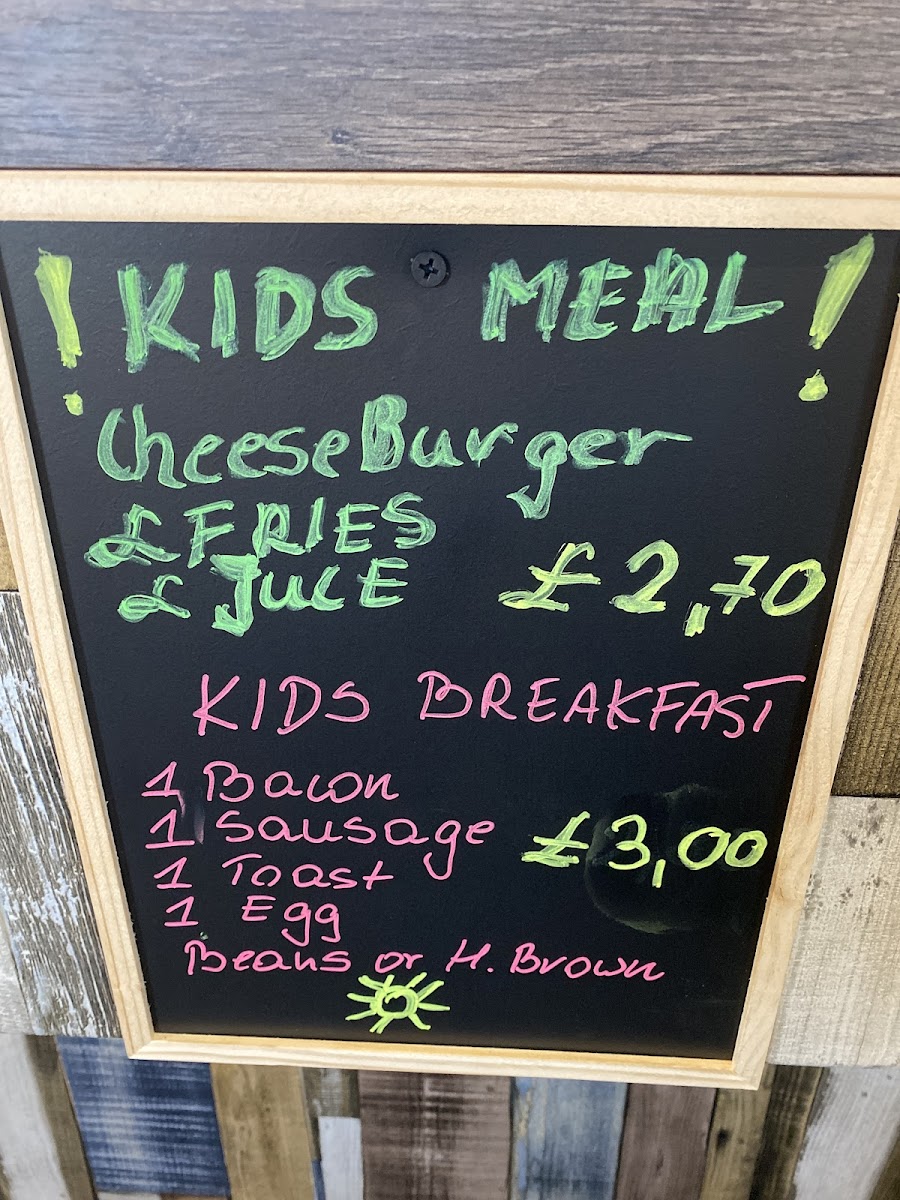 ! KIDS MEAL !
CheeseBurger
£ FRIES
£ JUCE £ 2,70
KIDS BREAKFAST
1 Bacon
1 Sausage £ 3,00
1 Toast
1 Egg
Beans or H. Brown